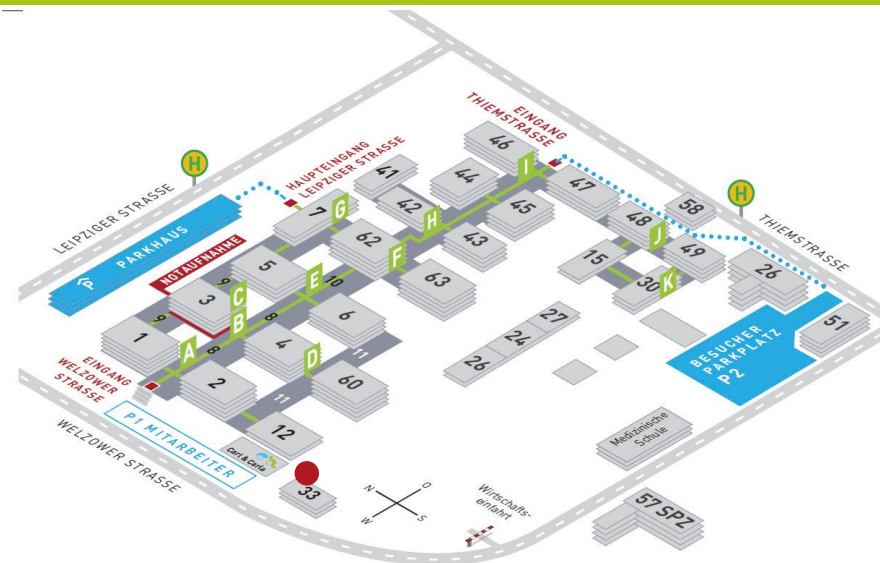 EINGANG
THIEMSTRASSE
46
I
HAUPTEINGANG
LEIPZIGER STRASSE
H
41
44
47
42
45
58
H
LEIPZIGER STRASSE
7
G
H
48
THIEMSTRASSE
62
43
J
P PARKHAUS
NOTAUFNAHME
5
F
15
49
9
E
10
63
30
K
26
3
C
B
8
6
27
24
26
51
BESUCHER
PARKPLATZ
P2
1
9
A
8
4
D
11
60
EINGANG
WELZOWER
STRASSE
2
11
P1 MITARBEITER
12
Carl & Carla
WELZOWER STRASSE
33
N
O
W
S
Wirtschafts-
einfahrt
Medizinische
Schule
57 SPZ